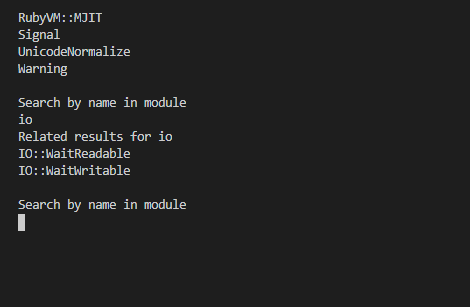 RubyVM::MJIT
Signal
UnicodeNormalize
Warning
Search by name in module
io
Related results for io
IO::WaitReadable
IO::WaitWritable
Search by name in module